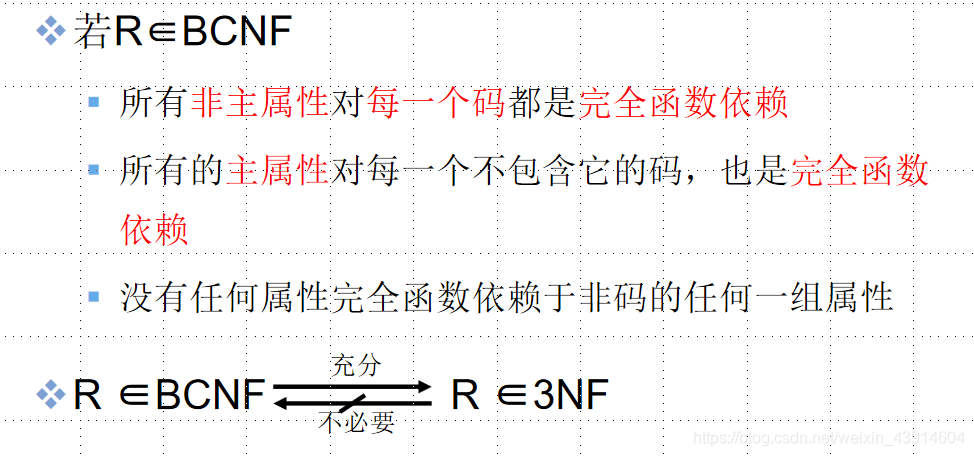 若R∈BCNF
所有非主属性对每一个码都是完全函数依赖
所有的主属性对每一个不包含它的码，也是完全函数
依赖
没有任何属性完全函数依赖于非码的任何一组属性
充分
R ∈BCNF R ∈3NF
不必要
https://blog.csdn.net/weixin_43914604